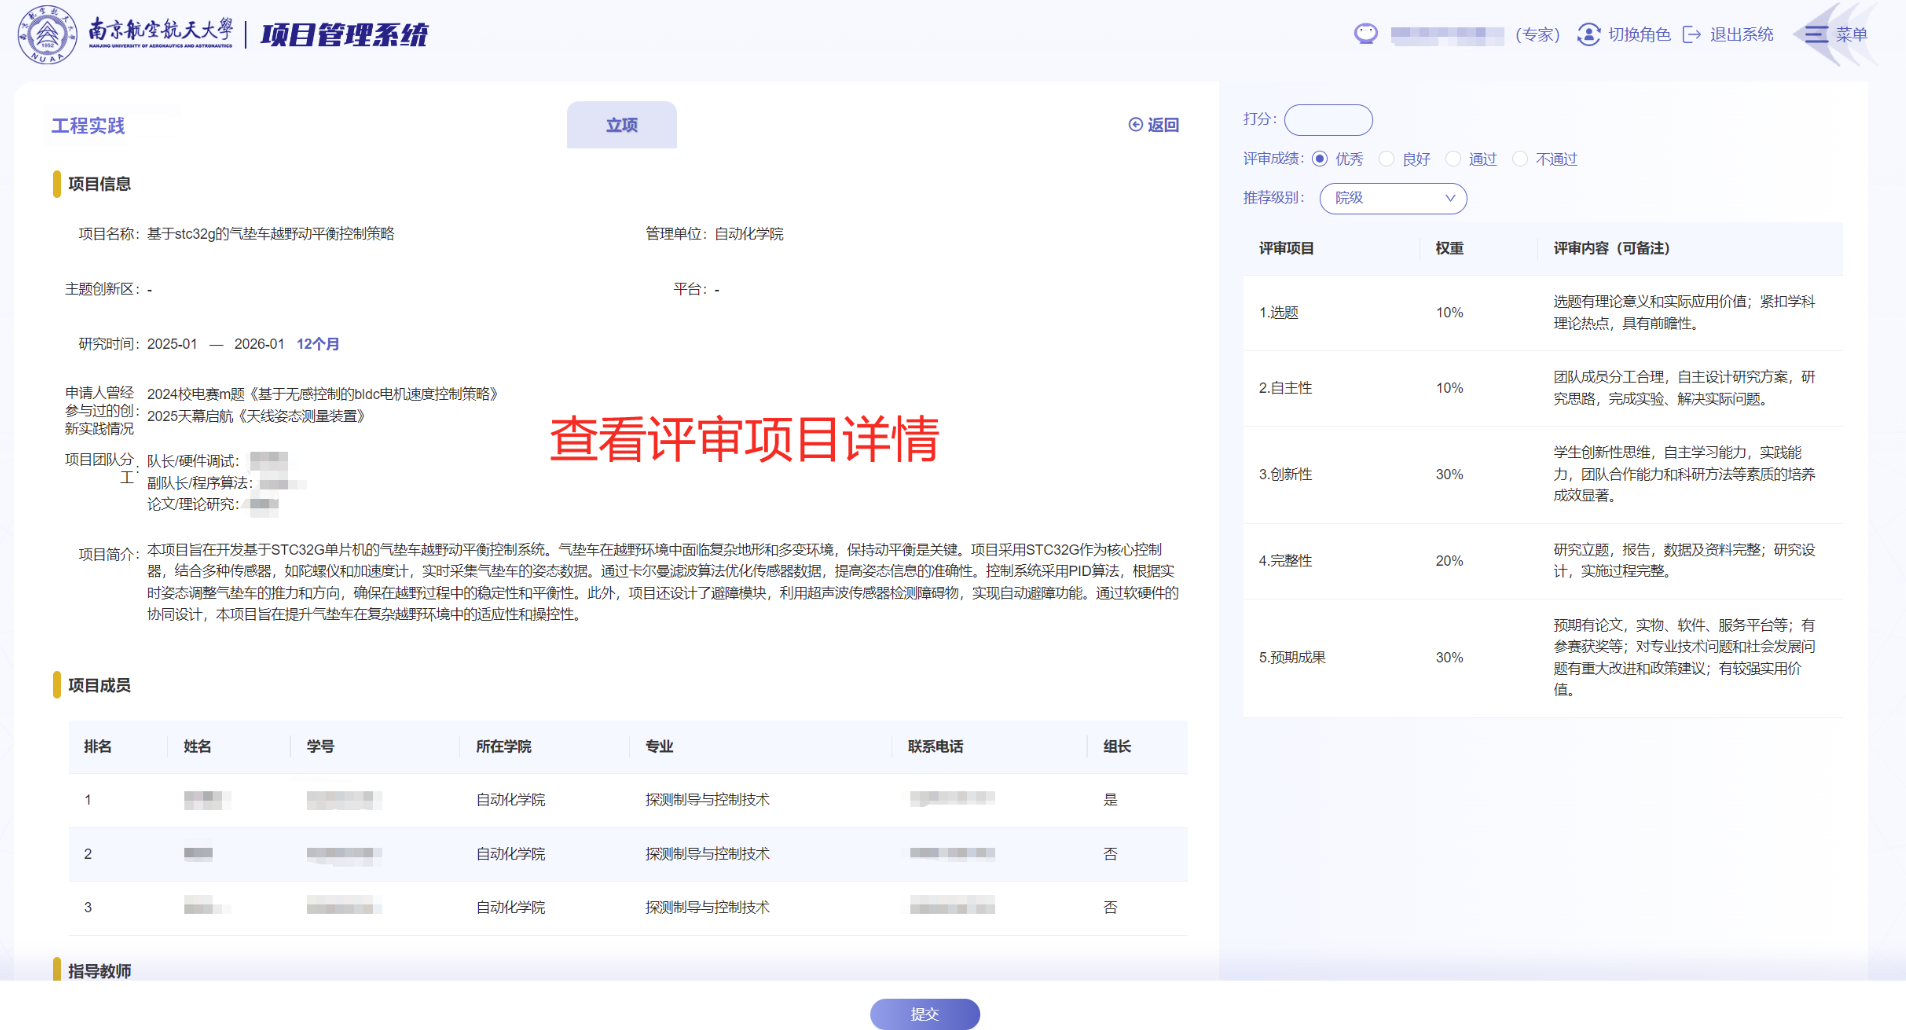 南京航空航天大學
NANJING UNIVERSITY OF AERONAUTICS AND ASTRONAUTICS
1952
NUAA
项目管理系统
(专家)
切换角色
退出系统
菜单
工程实践
立项
返回
项目信息
项目名称：基于stc32g的气垫车越野动平衡控制策略
管理单位：自动化学院
主题创新区：-
平台：-
研究时间：2025-01 — 2026-01 12个月
申请人曾经参与过的创新实践情况：
2024校电赛m题《基于无感控制的bldc电机速度控制策略》
2025天幕启航《天线姿态测量装置》
项目团队分工：
队长/硬件调试：
副队长/程序算法：
论文/理论研究：
查看评审项目详情
项目简介：本项目旨在开发基于STC32G单片机的气垫车越野动平衡控制系统。气垫车在越野环境中面临复杂地形和多变环境，保持动平衡是关键。项目采用STC32G作为核心控制
器，结合多种传感器，如陀螺仪和加速度计，实时采集气垫车的姿态数据。通过卡尔曼滤波算法优化传感器数据，提高姿态信息的准确性。控制系统采用PID算法，根据实
时姿态调整气垫车的推力和方向，确保在越野过程中的稳定性和平衡性。此外，项目还设计了避障模块，利用超声波传感器检测障碍物，实现自动避障功能。通过软硬件的
协同设计，本项目旨在提升气垫车在复杂越野环境中的适应性和操控性。
项目成员
排名 姓名 学号 所在学院 专业 联系电话 组长
1 自动化学院 探测制导与控制技术 是
2 自动化学院 探测制导与控制技术 否
3 自动化学院 探测制导与控制技术 否
指导教师
打分：
评审成绩： 优秀 良好 通过 不通过
推荐级别： 院级
评审项目 权重 评审内容（可备注）
1.选题 10% 选题有理论意义和实际应用价值；紧扣学科
理论热点，具有前瞻性。
2.自主性 10% 团队成员分工合理，自主设计研究方案，研
究思路，完成实验、解决实际问题。
3.创新性 30% 学生创新性思维，自主学习能力，实践能
力，团队合作能力和科研方法等素质的培养
成效显著。
4.完整性 20% 研究立题，报告，数据及资料完整；研究设
计，实施过程完整。
5.预期成果 30% 预期有论文，实物、软件、服务平台等；有
参赛获奖等；对专业技术问题和社会发展问
题有重大改进和政策建议；有较强实用价
值。
提交